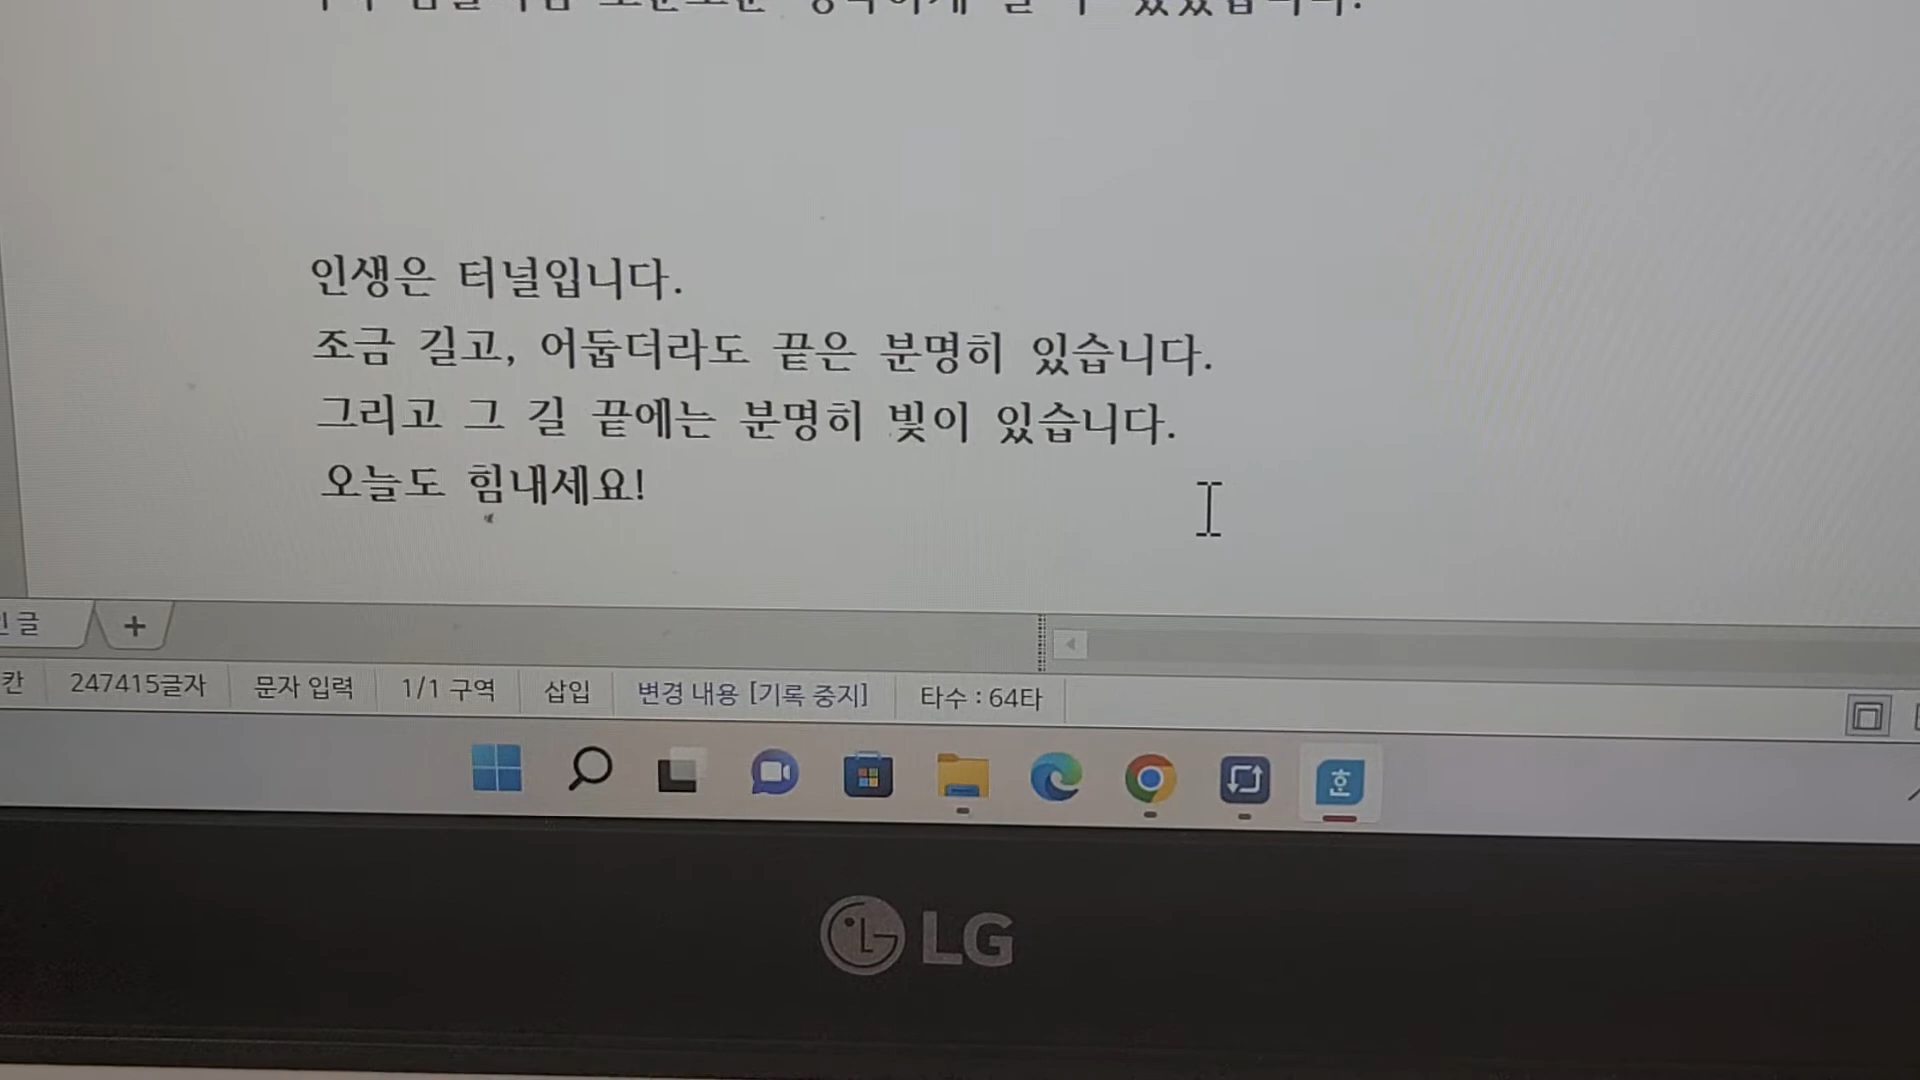 인생은 터널입니다.
조금 길고, 어둡더라도 끝은 분명히 있습니다.
그리고 그 길 끝에는 분명히 빛이 있습니다.
오늘도 힘내세요!
글 +
칸 247415글자 문자 입력 1/1 구역 삽입 변경 내용 [기록 중지] 타수 : 64타
호
LG